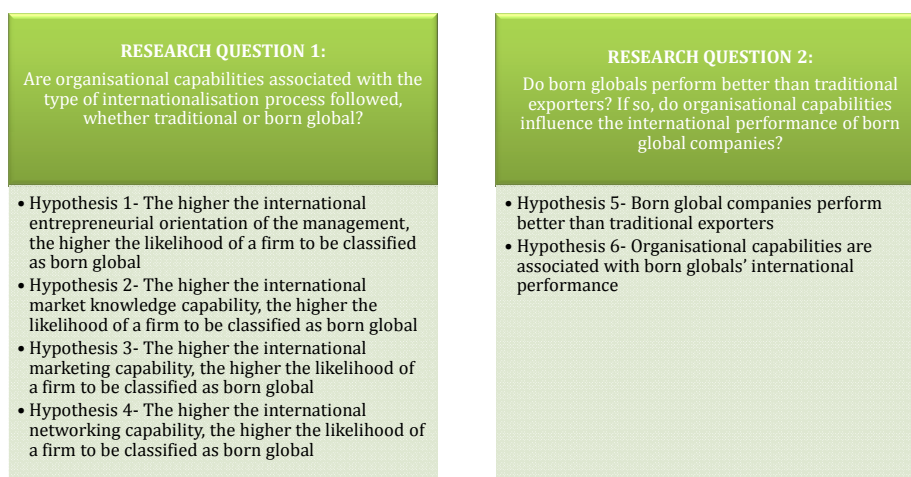 RESEARCH QUESTION 1:
Are organisational capabilities associated with the
type of internationalisation process followed,
whether traditional or born global?
• Hypothesis 1- The higher the international
entrepreneurial orientation of the management,
the higher the likelihood of a firm to be classified
as born global
• Hypothesis 2- The higher the international
market knowledge capability, the higher the
likelihood of a firm to be classified as born global
• Hypothesis 3- The higher the international
marketing capability, the higher the likelihood of
a firm to be classified as born global
• Hypothesis 4- The higher the international
networking capability, the higher the likelihood of
a firm to be classified as born global
RESEARCH QUESTION 2:
Do born globals perform better than traditional
exporters? If so, do organisational capabilities
influence the international performance of born
global companies?
• Hypothesis 5- Born global companies perform
better than traditional exporters
• Hypothesis 6- Organisational capabilities are
associated with born globals’ international
performance